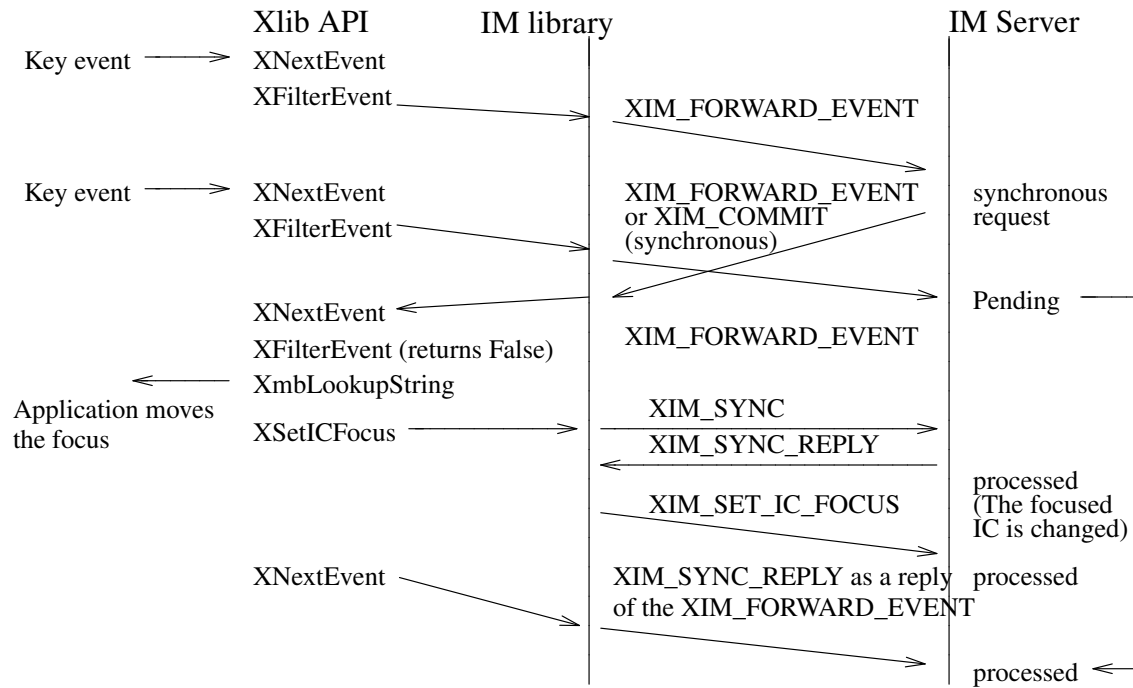 Xlib API IM library IM Server
Key event XNextEvent
XFilterEvent XIM_FORWARD_EVENT
Key event XNextEvent XIM_FORWARD_EVENT synchronous
or XIM_COMMIT request
XFilterEvent (synchronous)
XNextEvent Pending
XFilterEvent (returns False) XIM_FORWARD_EVENT
XmbLookupString
Application moves
the focus
XSetICFocus XIM_SYNC
XIM_SYNC_REPLY
processed
XIM_SET_IC_FOCUS (The focused
IC is changed)
XNextEvent XIM_SYNC_REPLY as a reply processed
of the XIM_FORWARD_EVENT
processed